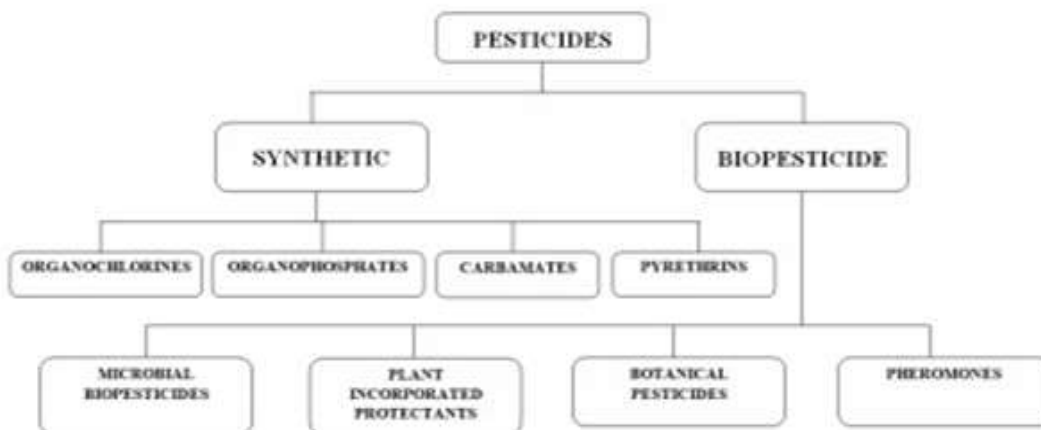 PESTICIDES
SYNTHETIC
BIOPESTICIDE
ORGANOCHLORINES
ORGANOPHOSPHATES
CARBAMATES
PYRETHRINS
MICROBIAL
BIOPESTICIDES
PLANT
INCORPORATED
PROTECTANTS
BOTANICAL
PESTICIDES
PHEROMONES